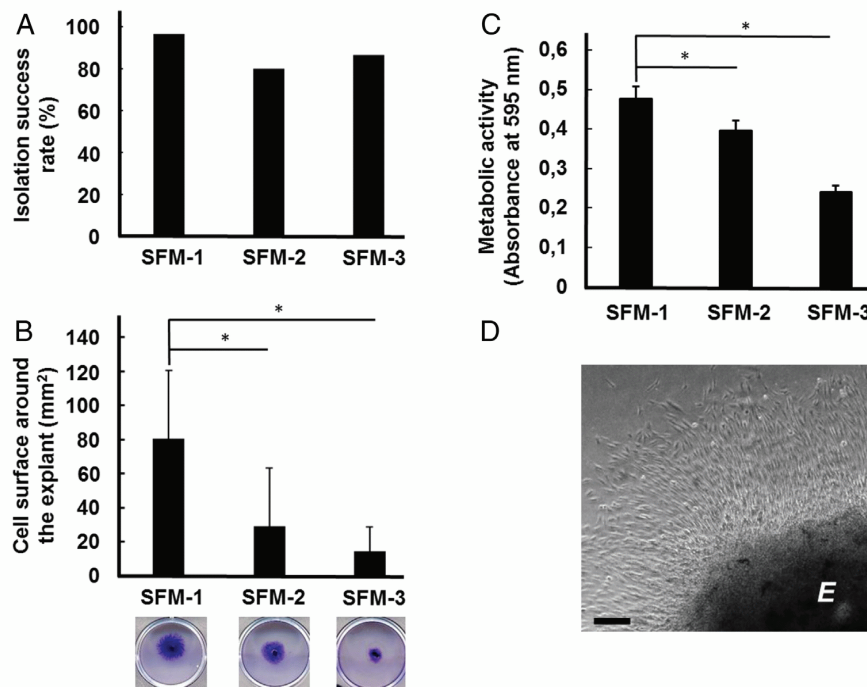 A
Isolation success
rate (%)
100
80
60
40
20
0
SFM-1 SFM-2 SFM-3
B
Cell surface around
the explant (mm²)
140
120
100
80
60
40
20
0
*
*
SFM-1 SFM-2 SFM-3
C
Metabolic activity
(Absorbance at 595 nm)
0,6
0,5
0,4
0,3
0,2
0,1
0
*
*
SFM-1 SFM-2 SFM-3
D
E